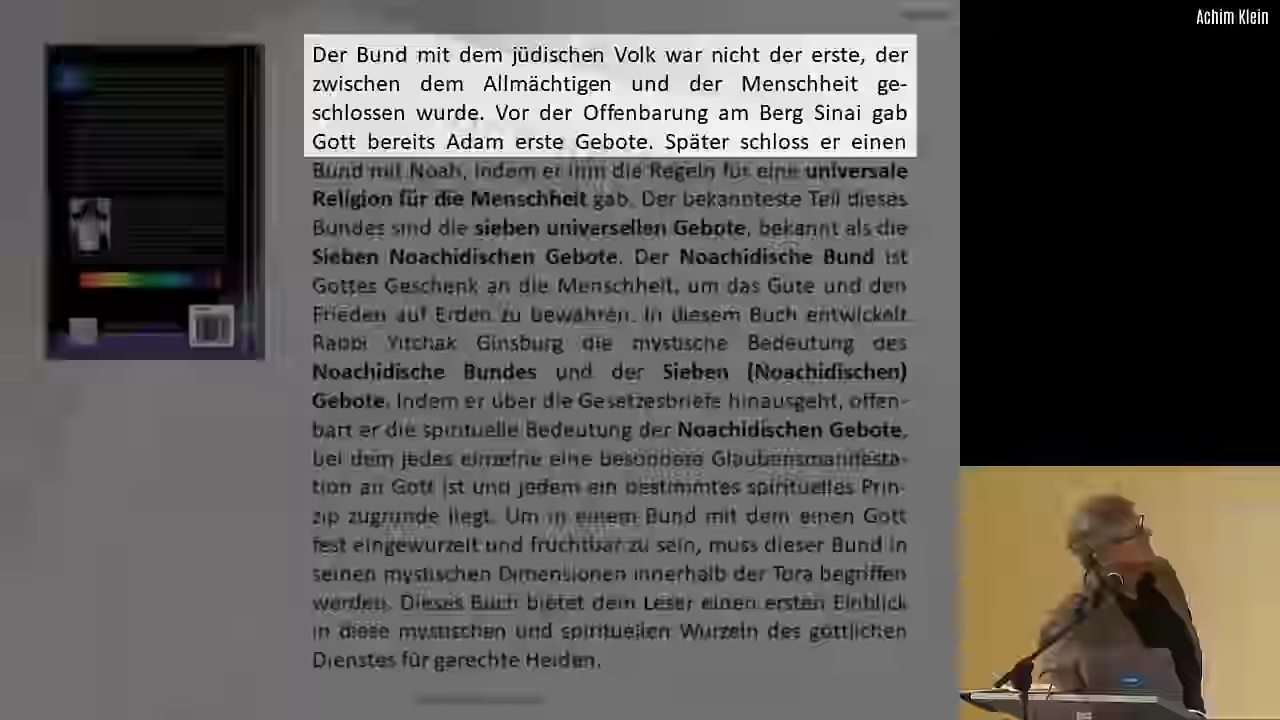 Achim Klein
Der Bund mit dem jüdischen Volk war nicht der erste, der
zwischen dem Allmächtigen und der Menschheit ge-
schlossen wurde. Vor der Offenbarung am Berg Sinai gab
Gott bereits Adam erste Gebote. Später schloss er einen
Bund mit Noah, indem er ihm die Regeln für eine universale
Religion für die Menschheit gab. Der bekannteste Teil dieses
Bundes sind die sieben universellen Gebote, bekannt als die
Sieben Noachidischen Gebote. Der Noachidische Bund ist
Gottes Geschenk an die Menschheit, um das Gute und den
Frieden auf Erden zu bewahren. In diesem Buch entwickelt
Rabbi Yitchak Ginsburg die mystische Bedeutung des
Noachidische Bundes und der Sieben (Noachidischen)
Gebote. Indem er über die Gesetzesbriefe hinausgeht, offen-
bart er die spirituelle Bedeutung der Noachidischen Gebote,
bei dem jedes einzelne eine besondere Glaubensmanifesta-
tion an Gott ist und jedem ein bestimmtes spirituelles Prin-
zip zugrunde liegt. Um in einem Bund mit dem einen Gott
fest eingewurzelt und fruchtbar zu sein, muss dieser Bund in
seinen mystischen Dimensionen innerhalb der Tora begriffen
werden. Dieses Buch bietet dem Leser einen ersten Einblick
in diese mystischen und spirituellen Wurzeln des göttlichen
Dienstes für gerechte Heiden.